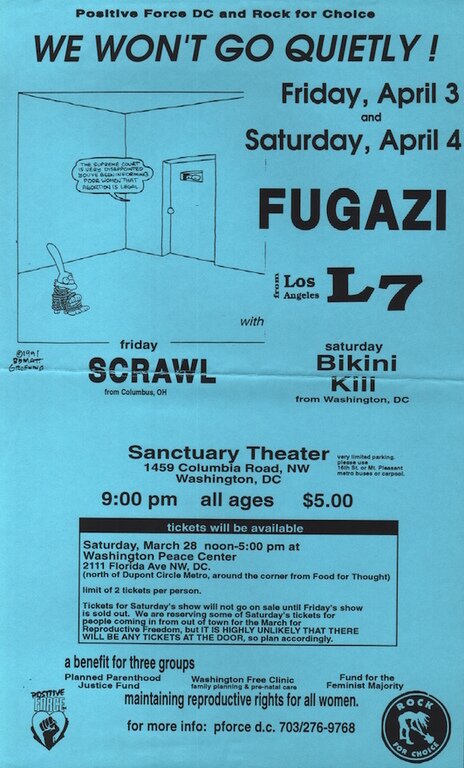 Positive Force DC and Rock for Choice
WE WON'T GO QUIETLY !
Friday, April 3
and
Saturday, April 4
THE SUPREME COURT
IS VERY DISAPPOINTED
YOU'VE BEEN INFORMING
POOR WOMEN THAT
ABORTION IS LEGAL
FUGAZI
from Los Angeles
L7
with
©1991
BY MATT
GROENING
friday
SCRAWL
from Columbus, OH
saturday
Bikini
Kill
from Washington, DC
Sanctuary Theater
1459 Columbia Road, NW
Washington, DC
very limited parking.
please use
16th St. or Mt. Pleasant
metro buses or carpool.
9:00 pm all ages $5.00
tickets will be available
Saturday, March 28 noon-5:00 pm at
Washington Peace Center
2111 Florida Ave NW, DC.
(north of Dupont Circle Metro, around the corner from Food for Thought)
limit of 2 tickets per person.
Tickets for Saturday's show will not go on sale until Friday's show
is sold out. We are reserving some of Saturday's tickets for
people coming in from out of town for the March for
Reproductive Freedom, but IT IS HIGHLY UNLIKELY THAT THERE
WILL BE ANY TICKETS AT THE DOOR, so plan accordingly.
a benefit for three groups
Planned Parenthood
Justice Fund
Washington Free Clinic
family planning & pre-natal care
Fund for the
Feminist Majority
maintaining reproductive rights for all women.
for more info: pforce d.c. 703/276-9768
POSITIVE
FORCE
ROCK
FOR CHOICE